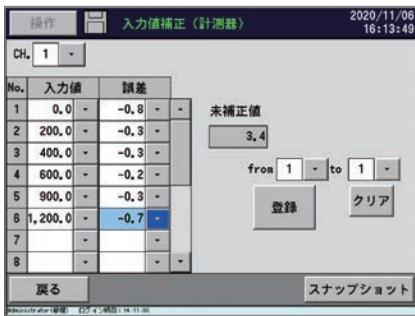 操作 入力値補正（計測器） 2020/11/06
16:13:49
CH. 1
No. 入力値 誤差
1 0.0 -0.8
2 200.0 -0.3
3 400.0 -0.3
4 600.0 -0.2
5 900.0 -0.3
6 1,200.0 -0.7
7
8
未補正値
3.4
from 1 to 1
登録 クリア
戻る スナップショット